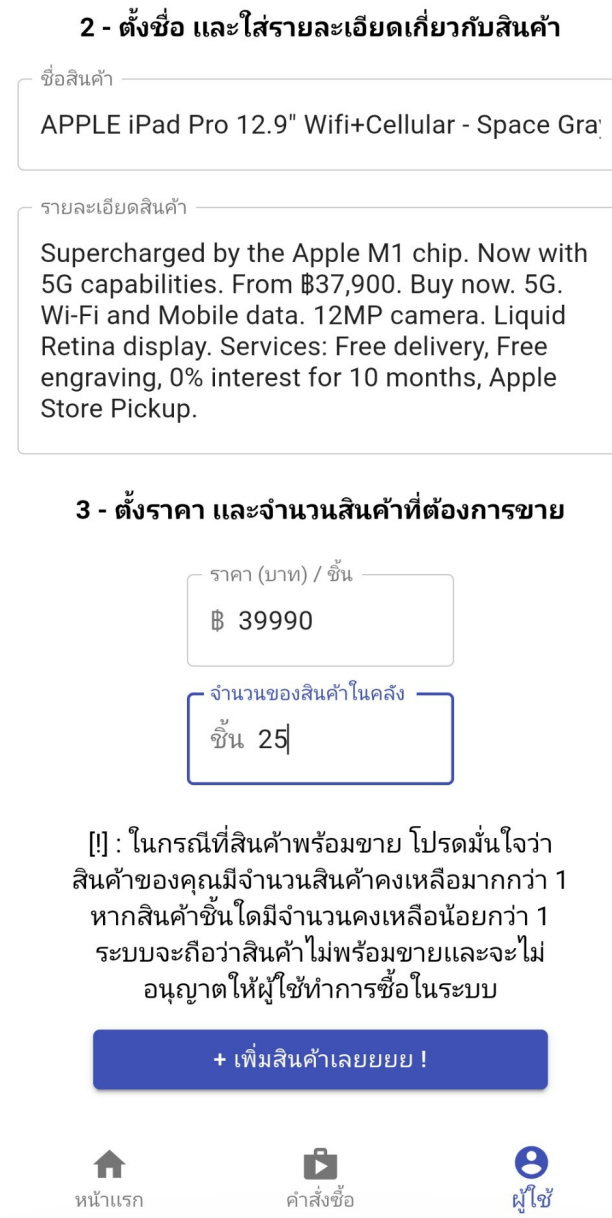 2 - ตั้งชื่อ และใส่รายละเอียดเกี่ยวกับสินค้า
ชื่อสินค้า
APPLE iPad Pro 12.9" Wifi+Cellular - Space Gra
รายละเอียดสินค้า
Supercharged by the Apple M1 chip. Now with
5G capabilities. From ฿37,900. Buy now. 5G.
Wi-Fi and Mobile data. 12MP camera. Liquid
Retina display. Services: Free delivery, Free
engraving, 0% interest for 10 months, Apple
Store Pickup.
3 - ตั้งราคา และจำนวนสินค้าที่ต้องการขาย
ราคา (บาท) / ชิ้น
฿ 39990
จำนวนของสินค้าในคลัง
ชิ้น 25
[!] : ในกรณีที่สินค้าพร้อมขาย โปรดมั่นใจว่า
สินค้าของคุณมีจำนวนสินค้าคงเหลือมากกว่า 1
หากสินค้าชิ้นใดมีจำนวนคงเหลือน้อยกว่า 1
ระบบจะถือว่าสินค้าไม่พร้อมขายและจะไม่
อนุญาตให้ผู้ใช้ทำการซื้อในระบบ
+ เพิ่มสินค้าเลยยยย !
หน้าแรก
คำสั่งซื้อ
ผู้ใช้